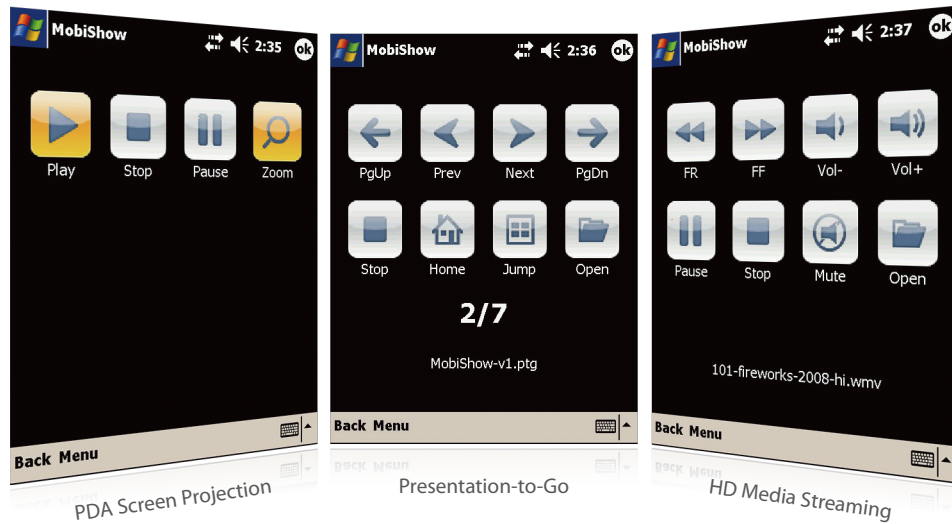 MobiShow 2:35 ok
Play Stop Pause Zoom
Back Menu
PDA Screen Projection
MobiShow 2:36 ok
PgUp Prev Next PgDn
Stop Home Jump Open
2/7
MobiShow-v1.ptg
Back Menu
Presentation-to-Go
MobiShow 2:37 ok
FR FF Vol- Vol+
Pause Stop Mute Open
101-fireworks-2008-hi.wmv
Back Menu
HD Media Streaming